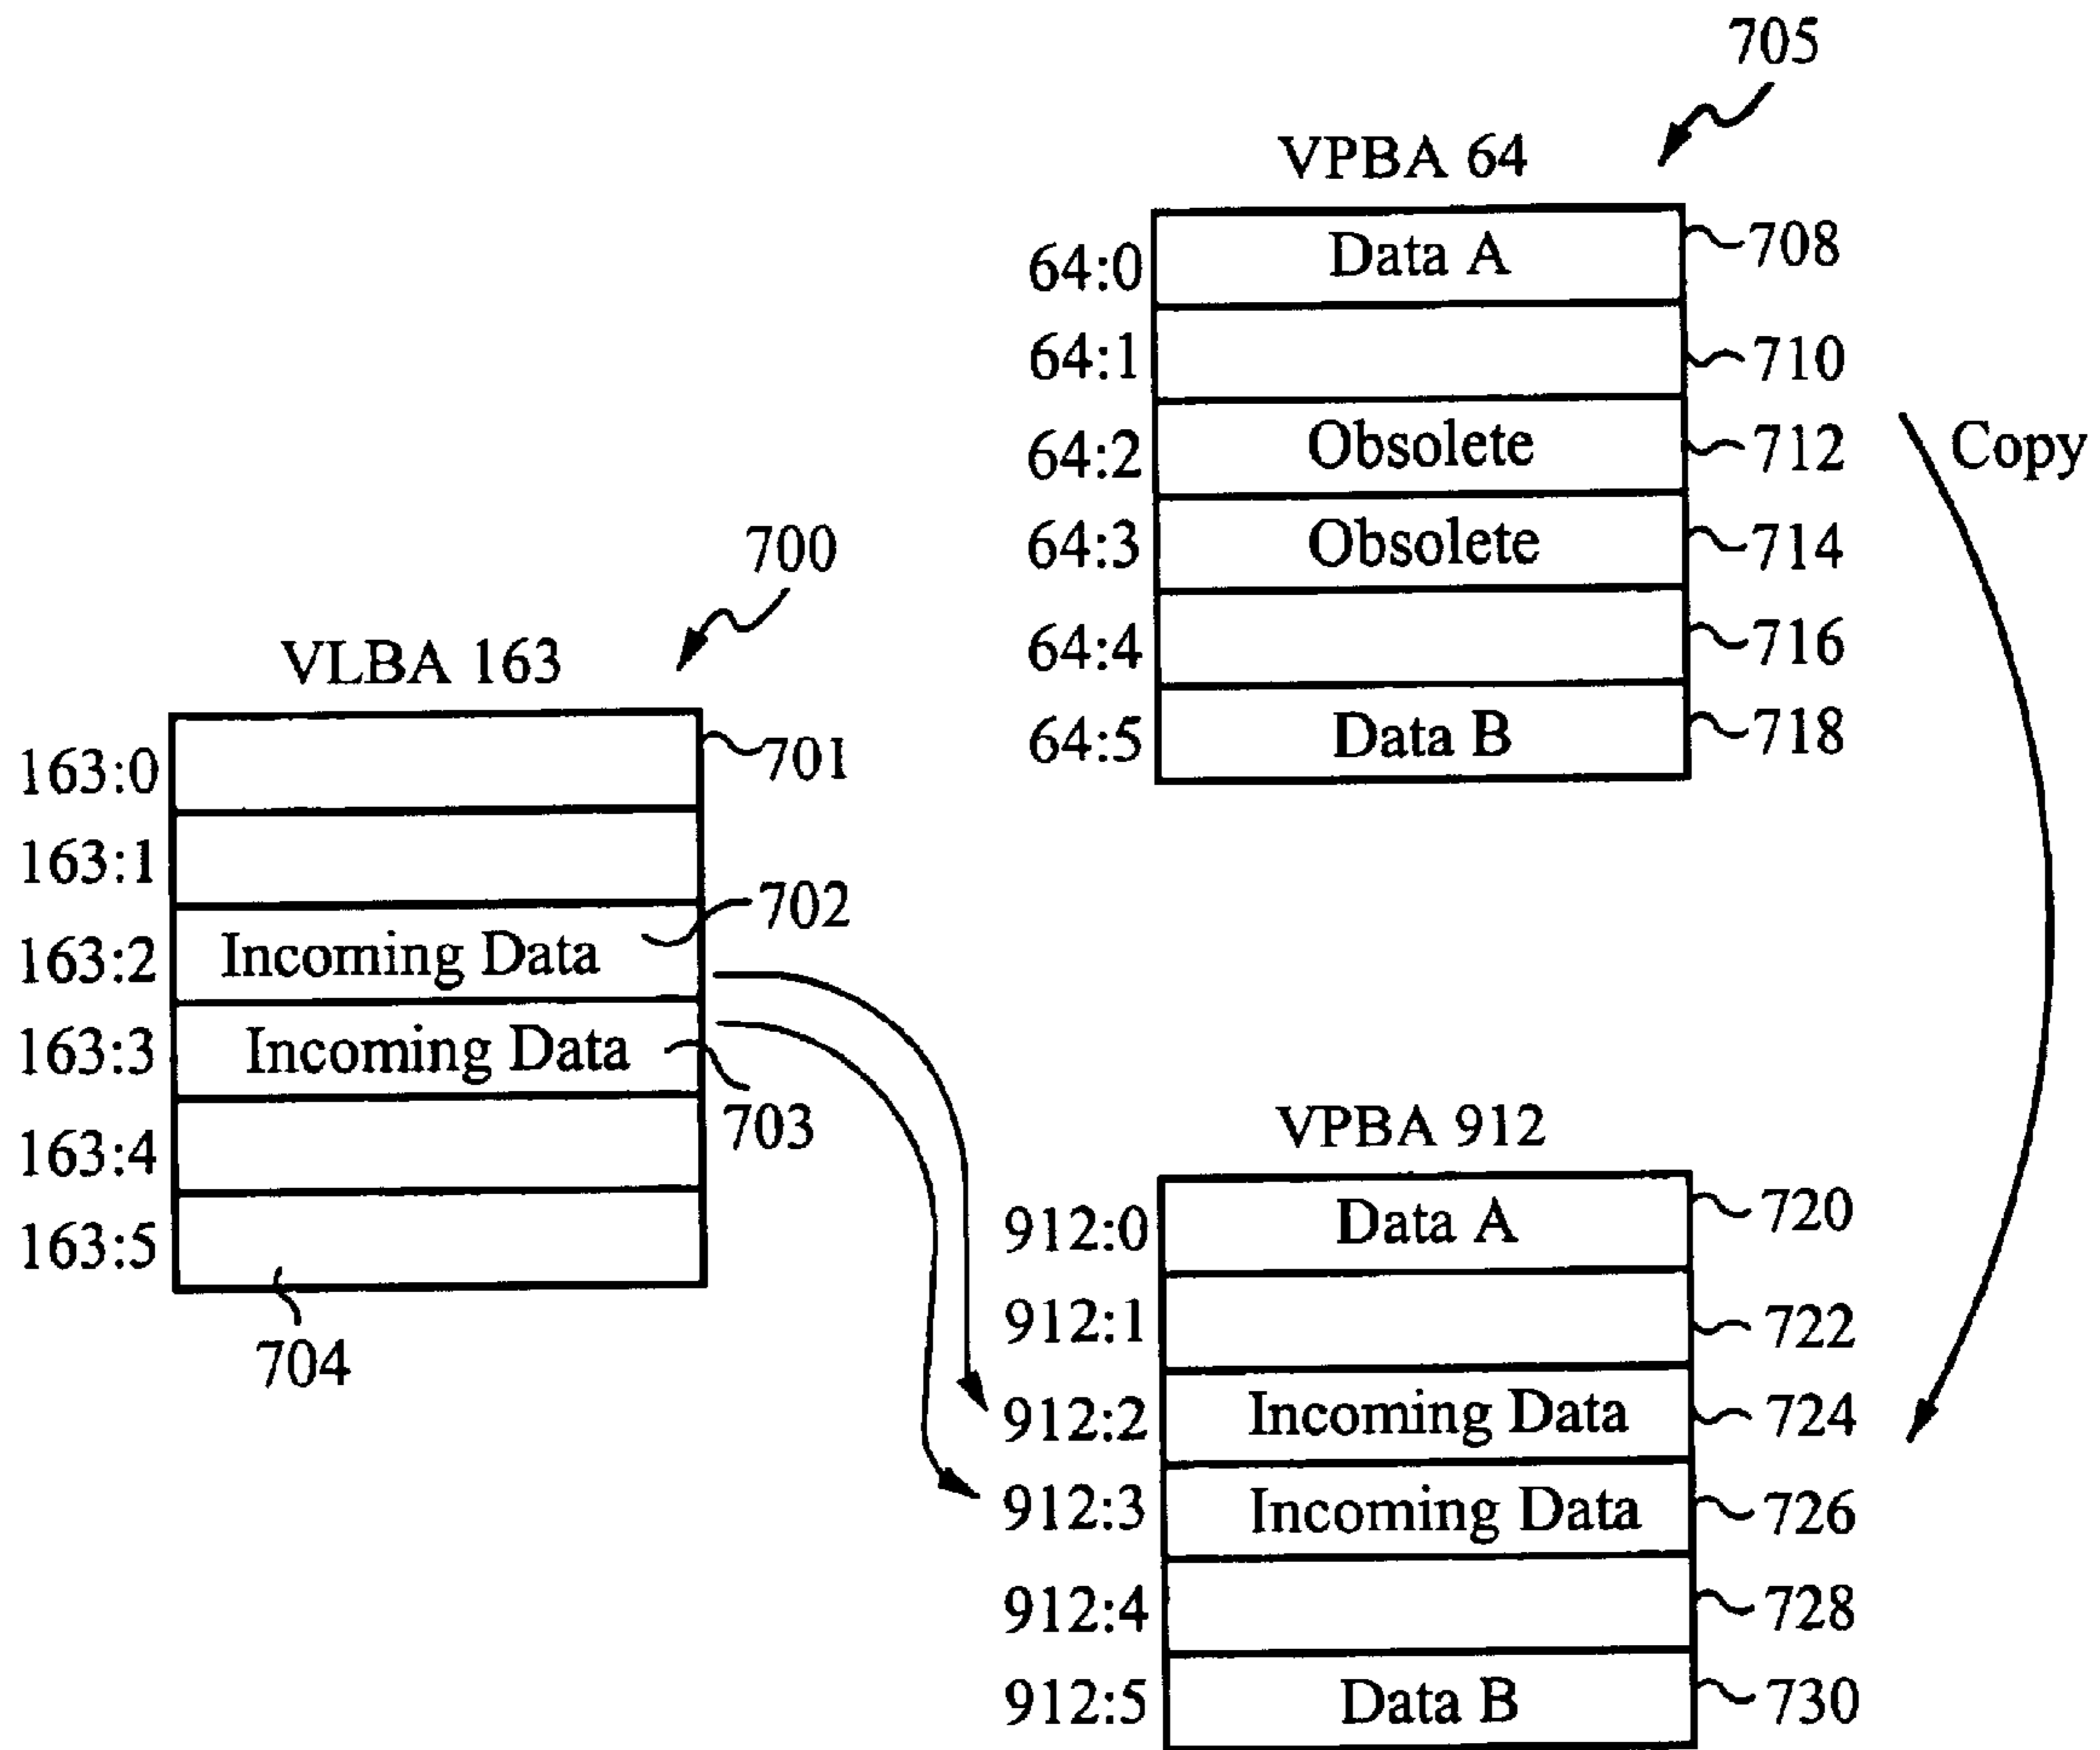 705
VPBA 64
64:0 Data A 708
64:1 710
64:2 Obsolete 712
Copy
64:3 Obsolete 714
64:4 716
64:5 Data B 718
700
VLBA 163
163:0 701
163:1
702
163:2 Incoming Data
163:3 Incoming Data
703
163:4
163:5
704
VPBA 912
912:0 Data A 720
912:1 722
912:2 Incoming Data 724
912:3 Incoming Data 726
912:4 728
912:5 Data B 730